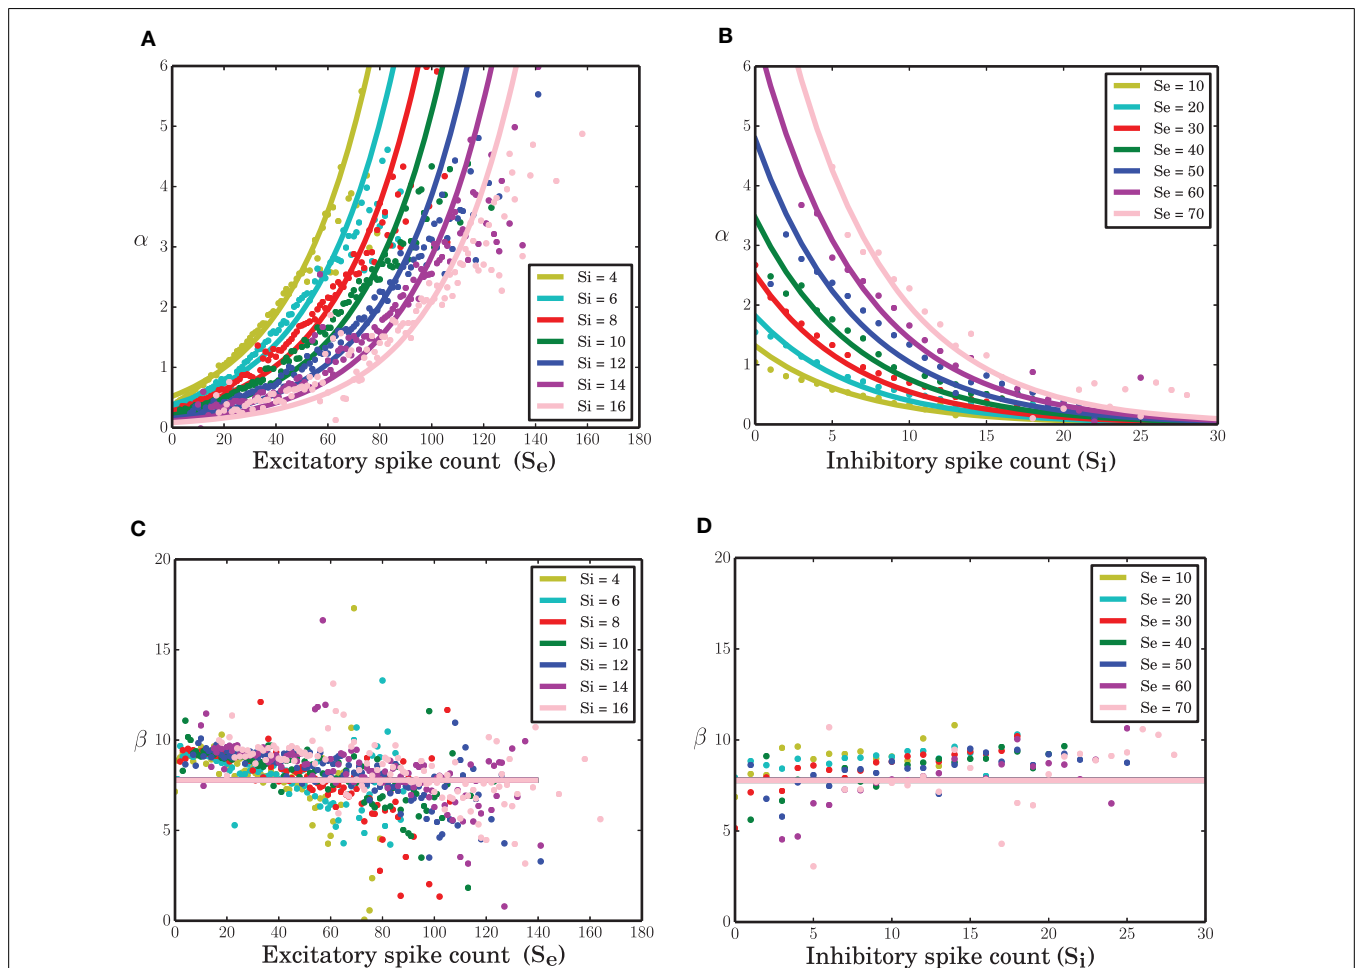 A
6
5
4
3
2
1
0
α
Si = 4
Si = 6
Si = 8
Si = 10
Si = 12
Si = 14
Si = 16
0 20 40 60 80 100 120 140 160 180
Excitatory spike count (Se)
B
6
5
4
3
2
1
0
α
Se = 10
Se = 20
Se = 30
Se = 40
Se = 50
Se = 60
Se = 70
0 5 10 15 20 25 30
Inhibitory spike count (Si)
C
20
15
10
5
0
β
Si = 4
Si = 6
Si = 8
Si = 10
Si = 12
Si = 14
Si = 16
0 20 40 60 80 100 120 140 160 180
Excitatory spike count (Se)
D
20
15
10
5
0
β
Se = 10
Se = 20
Se = 30
Se = 40
Se = 50
Se = 60
Se = 70
0 5 10 15 20 25 30
Inhibitory spike count (Si)